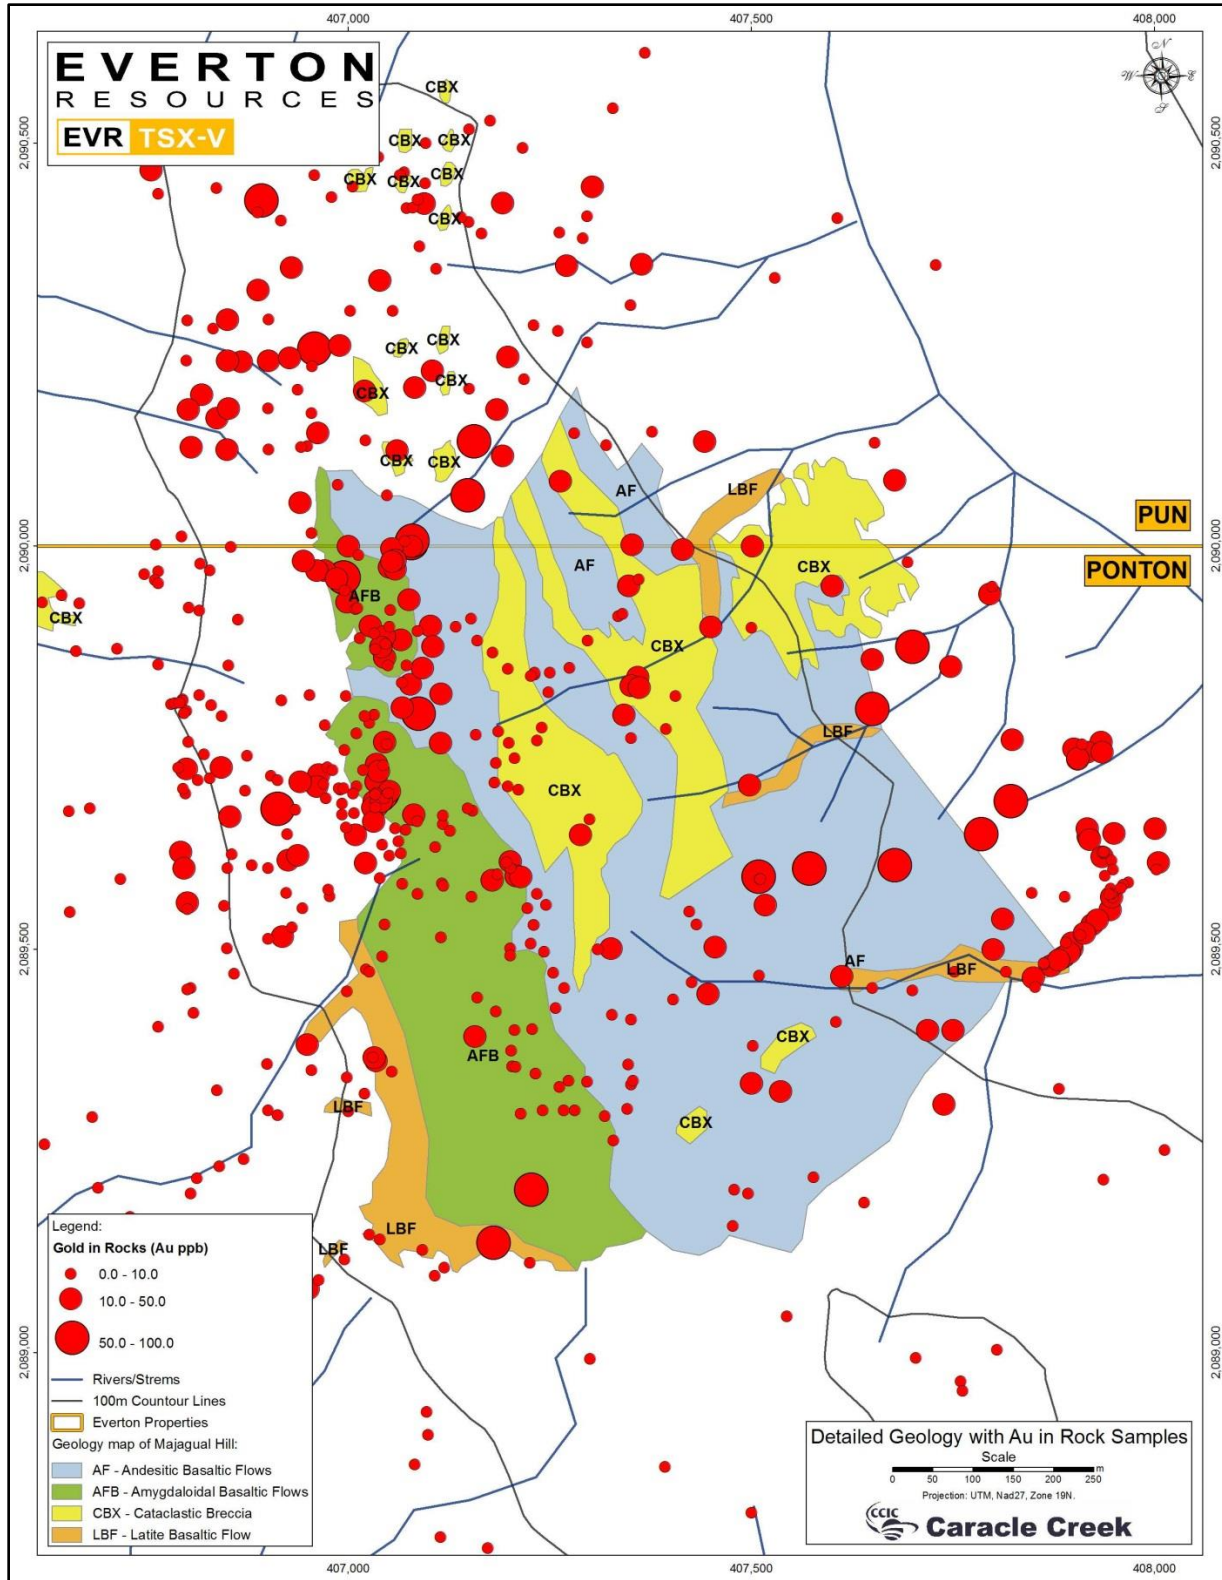 407,000
407,500
408,000
EVERTON
RESOURCES
EVR TSX-V
N
W
E
S
2,090,500
2,090,500
CBX
CBX
CBX
CBX
CBX
CBX
CBX
CBX
CBX
CBX
CBX
CBX
CBX
AF
LBF
PUN
2,090,000
2,090,000
PONTON
AF
CBX
AFB
CBX
CBX
LBF
CBX
2,089,500
2,089,500
AF
LBF
CBX
AFB
LBF
CBX
LBF
LBF
Legend:
Gold in Rocks (Au ppb)
0.0 - 10.0
10.0 - 50.0
50.0 - 100.0
Rivers/Strems
100m Countour Lines
Everton Properties
Geology map of Majagual Hill:
AF - Andesitic Basaltic Flows
AFB - Amygdaloidal Basaltic Flows
CBX - Cataclastic Breccia
LBF - Latite Basaltic Flow
2,089,000
2,089,000
Detailed Geology with Au in Rock Samples
Scale
m
0 50 100 150 200 250
Projection: UTM, Nad27, Zone 19N.
CCIC Caracle Creek
407,000
407,500
408,000